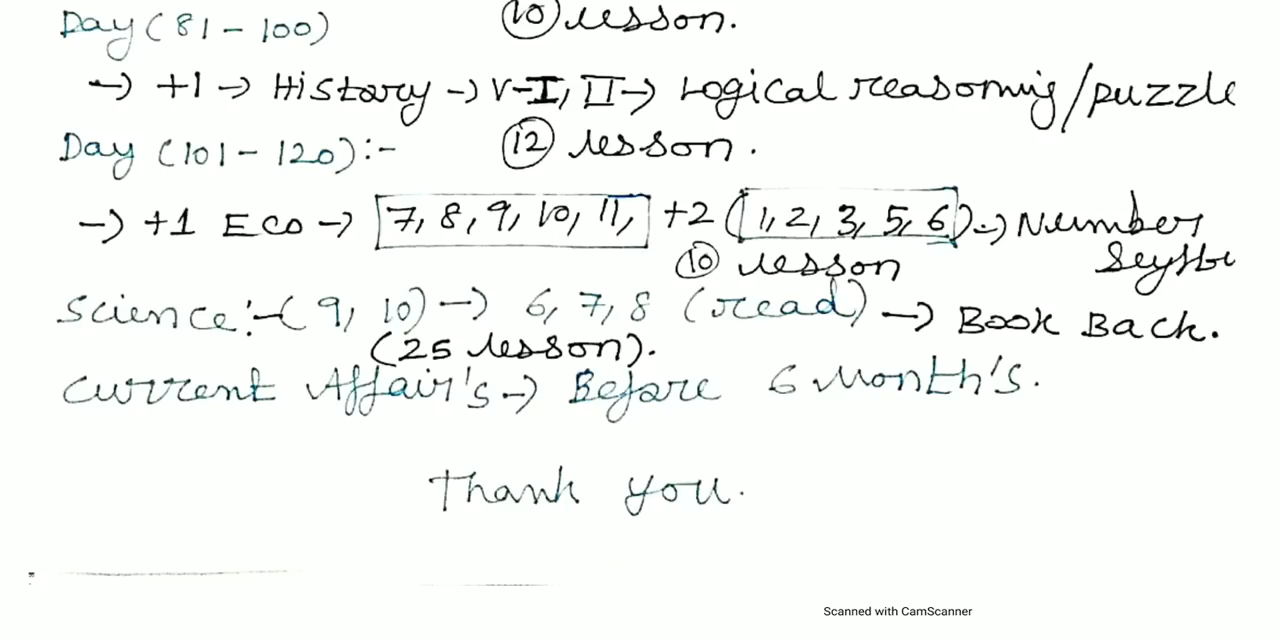 Day (81 - 100) (10) lesson.
→ +1 → History → V-I, II → Logical reasoning/puzzle
Day (101 - 120):- (12) lesson.
→ +1 Eco → 7, 8, 9, 10, 11, +2 (1, 2, 3, 5, 6) → Number
(10) lesson
Science:- (9, 10) → 6, 7, 8 (read) → Book Back.
(25 lesson).
Current Affair's → Before 6 Month's.
Thank you.
Scanned with CamScanner